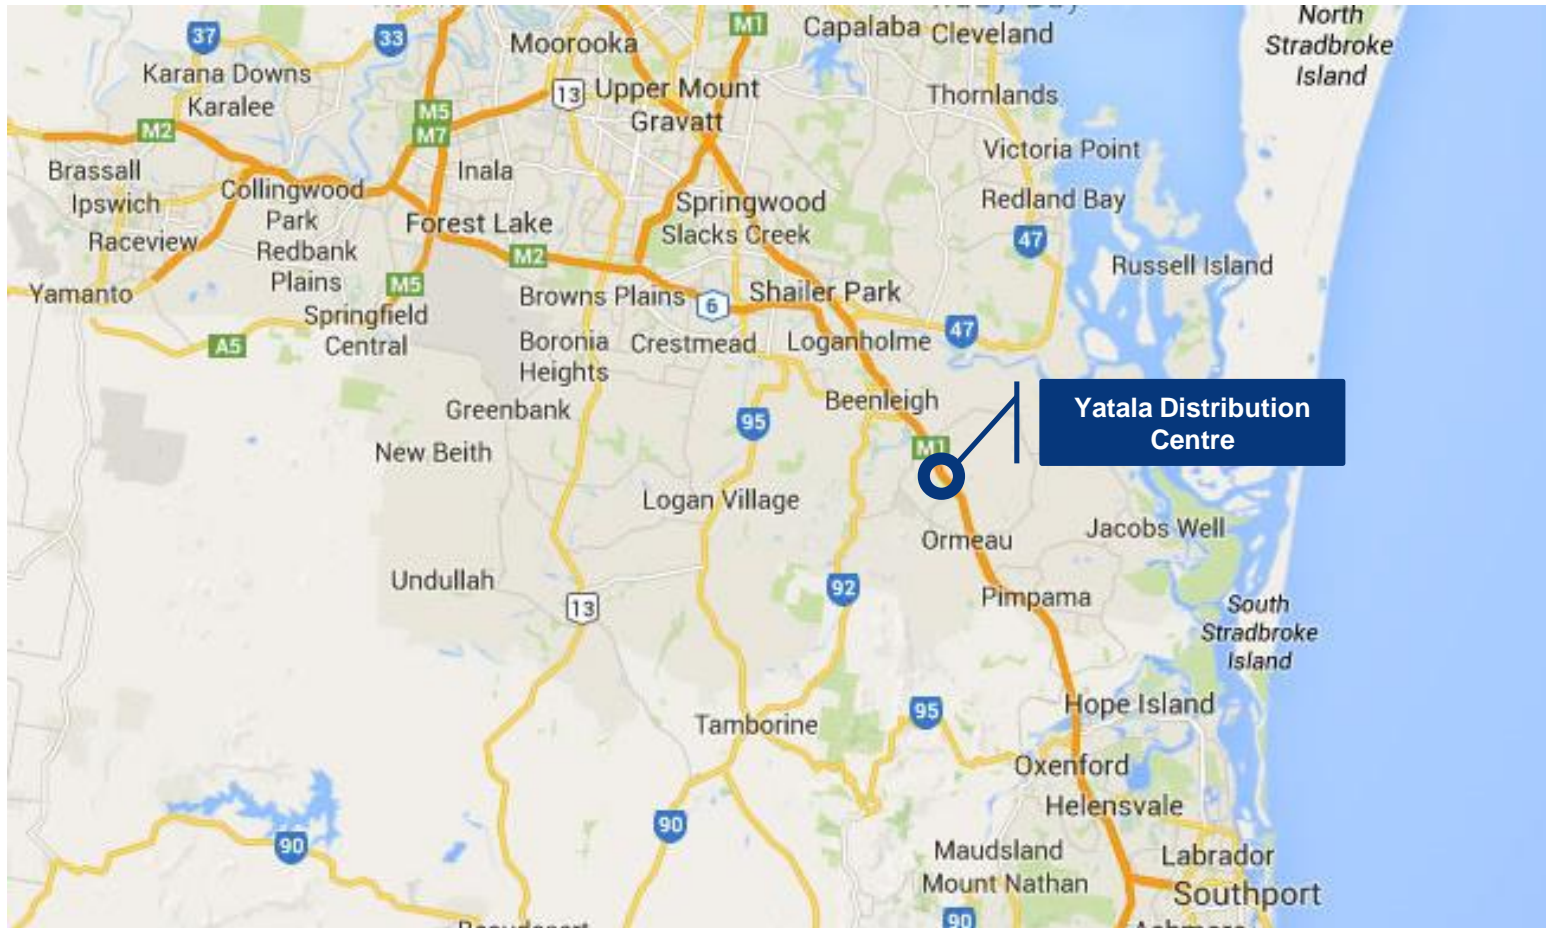 North
Stradbroke
Island
M1
Capalaba
Cleveland
37
33
Moorooka
Karana Downs
Karalee
13
Upper Mount
Gravatt
Thornlands
M5
M7
M2
Victoria Point
Brassall
Inala
Ipswich
Collingwood
Park
Springwood
Redland Bay
Forest Lake
Slacks Creek
Raceview
Redbank
Plains
M2
47
Russell Island
M5
Yamanto
Browns Plains
6
Shailer Park
Springfield
Central
A5
Boronia
Heights
Crestmead
Loganholme
47
Greenbank
95
Beenleigh
Yatala Distribution
Centre
M1
New Beith
Logan Village
Ormeau
Jacobs Well
Undullah
92
Pimpama
13
South
Stradbroke
Island
Tamborine
95
Hope Island
Oxenford
Helensvale
90
90
Maudsland
Mount Nathan
Labrador
Southport
90